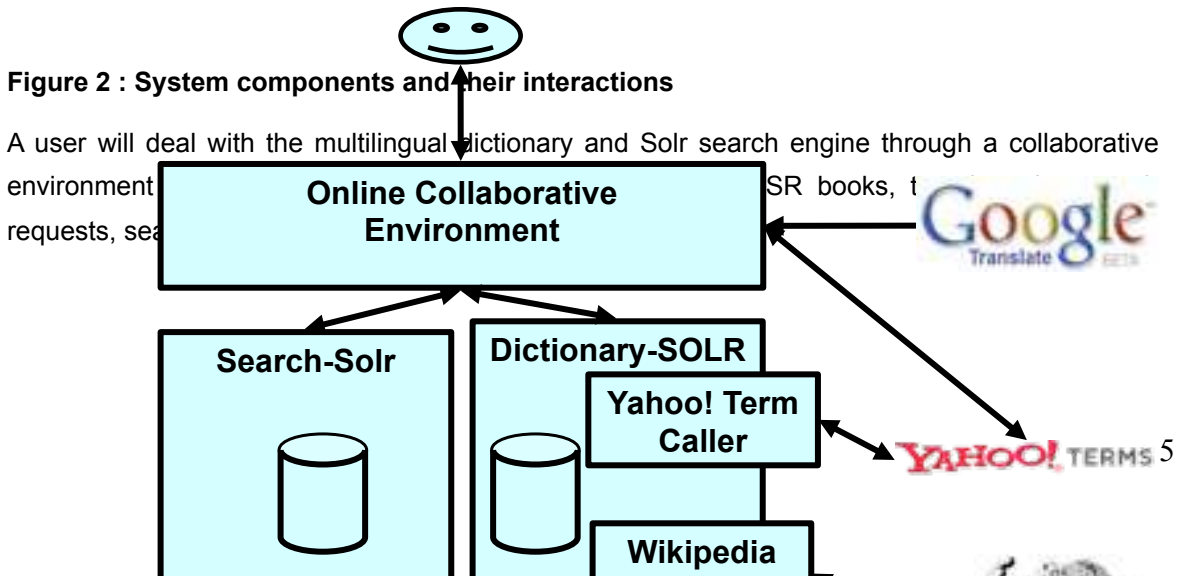 Figure 2 : System components and their interactions
A user will deal with the multilingual dictionary and Solr search engine through a collaborative
environment SR books,
requests,
Online Collaborative
Environment
Google
Translate BETA
Search-Solr
Dictionary-SOLR
Yahoo! Term
Caller
YAHOO! TERMS 5
Wikipedia